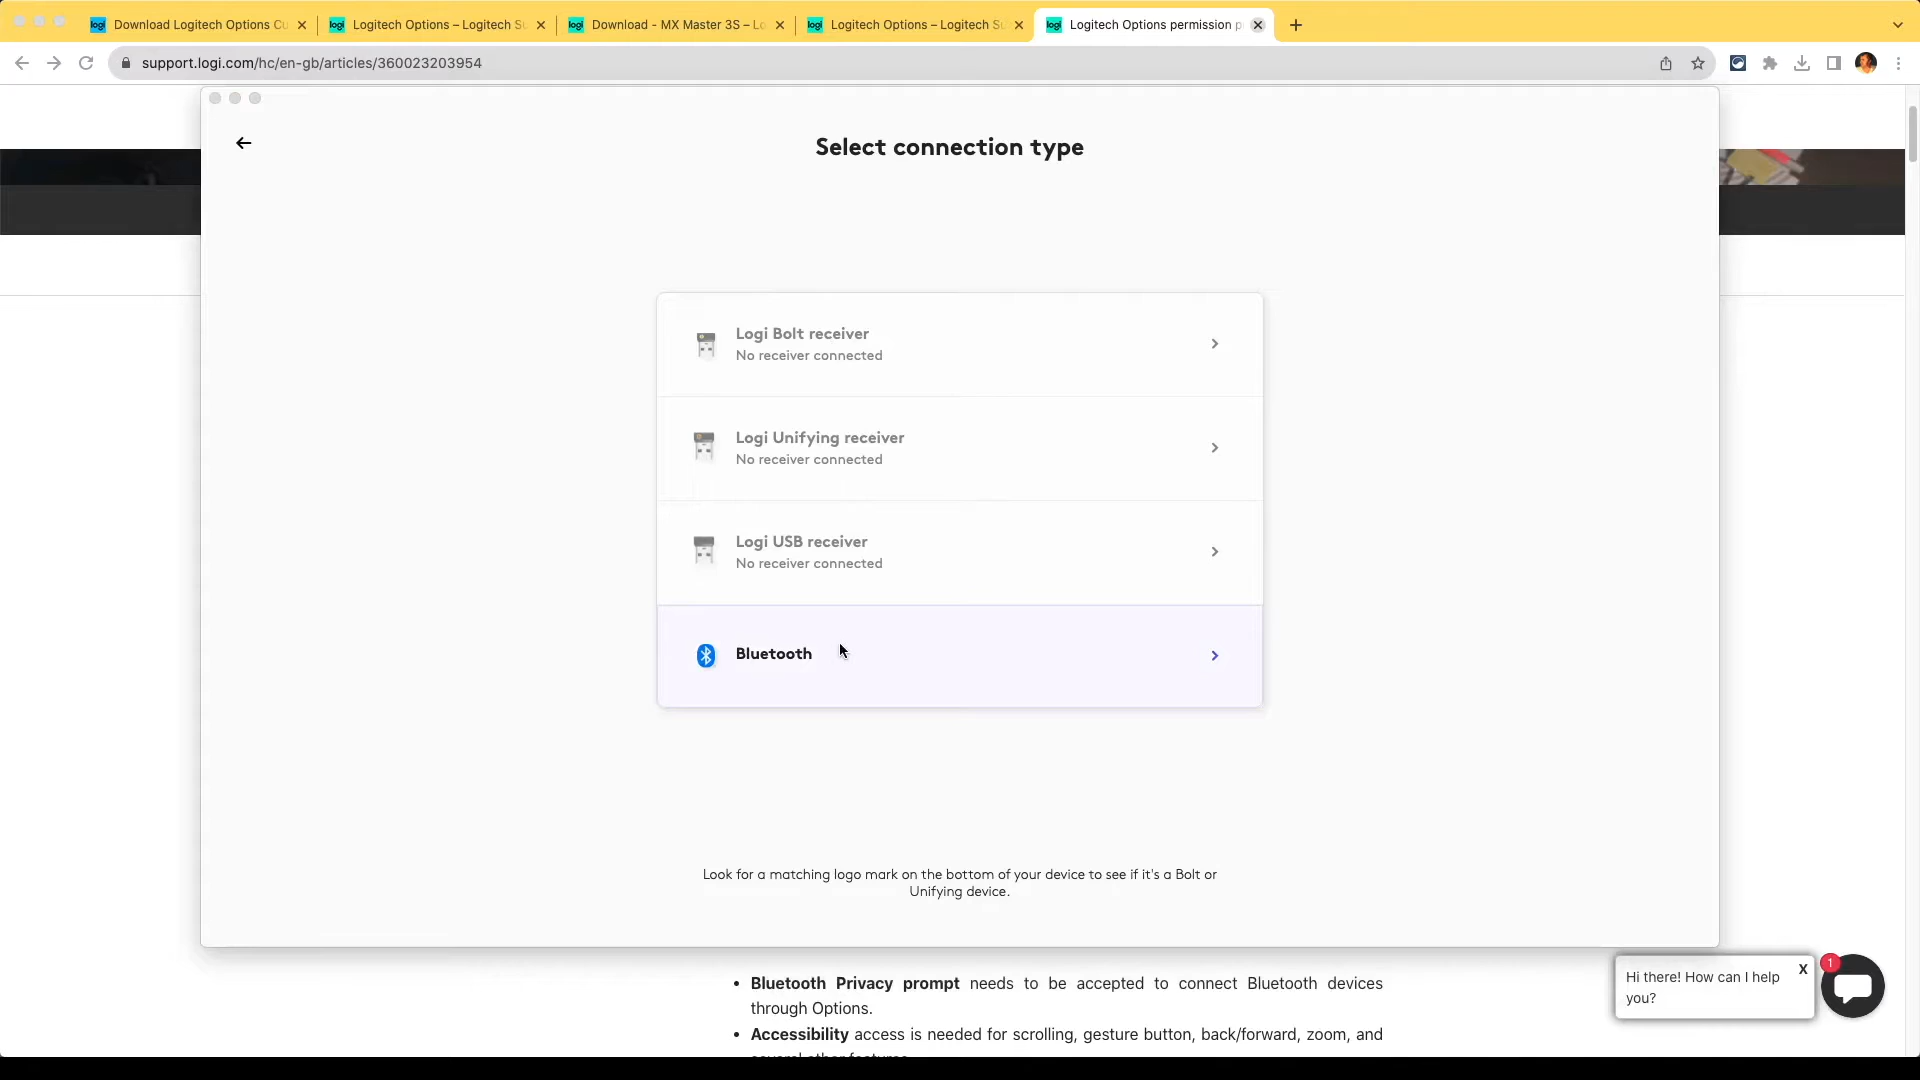 logi Download Logitech Options Cu
logi Logitech Options – Logitech Su
logi Download - MX Master 3S – Lo
logi Logitech Options – Logitech Su
logi Logitech Options permission p
support.logi.com/hc/en-gb/articles/360023203954
Select connection type
Logi Bolt receiver
No receiver connected
Logi Unifying receiver
No receiver connected
Logi USB receiver
No receiver connected
Bluetooth
Look for a matching logo mark on the bottom of your device to see if it's a Bolt or
Unifying device.
• Bluetooth Privacy prompt needs to be accepted to connect Bluetooth devices
through Options.
• Accessibility access is needed for scrolling, gesture button, back/forward, zoom, and
Hi there! How can I help
you?
X
1